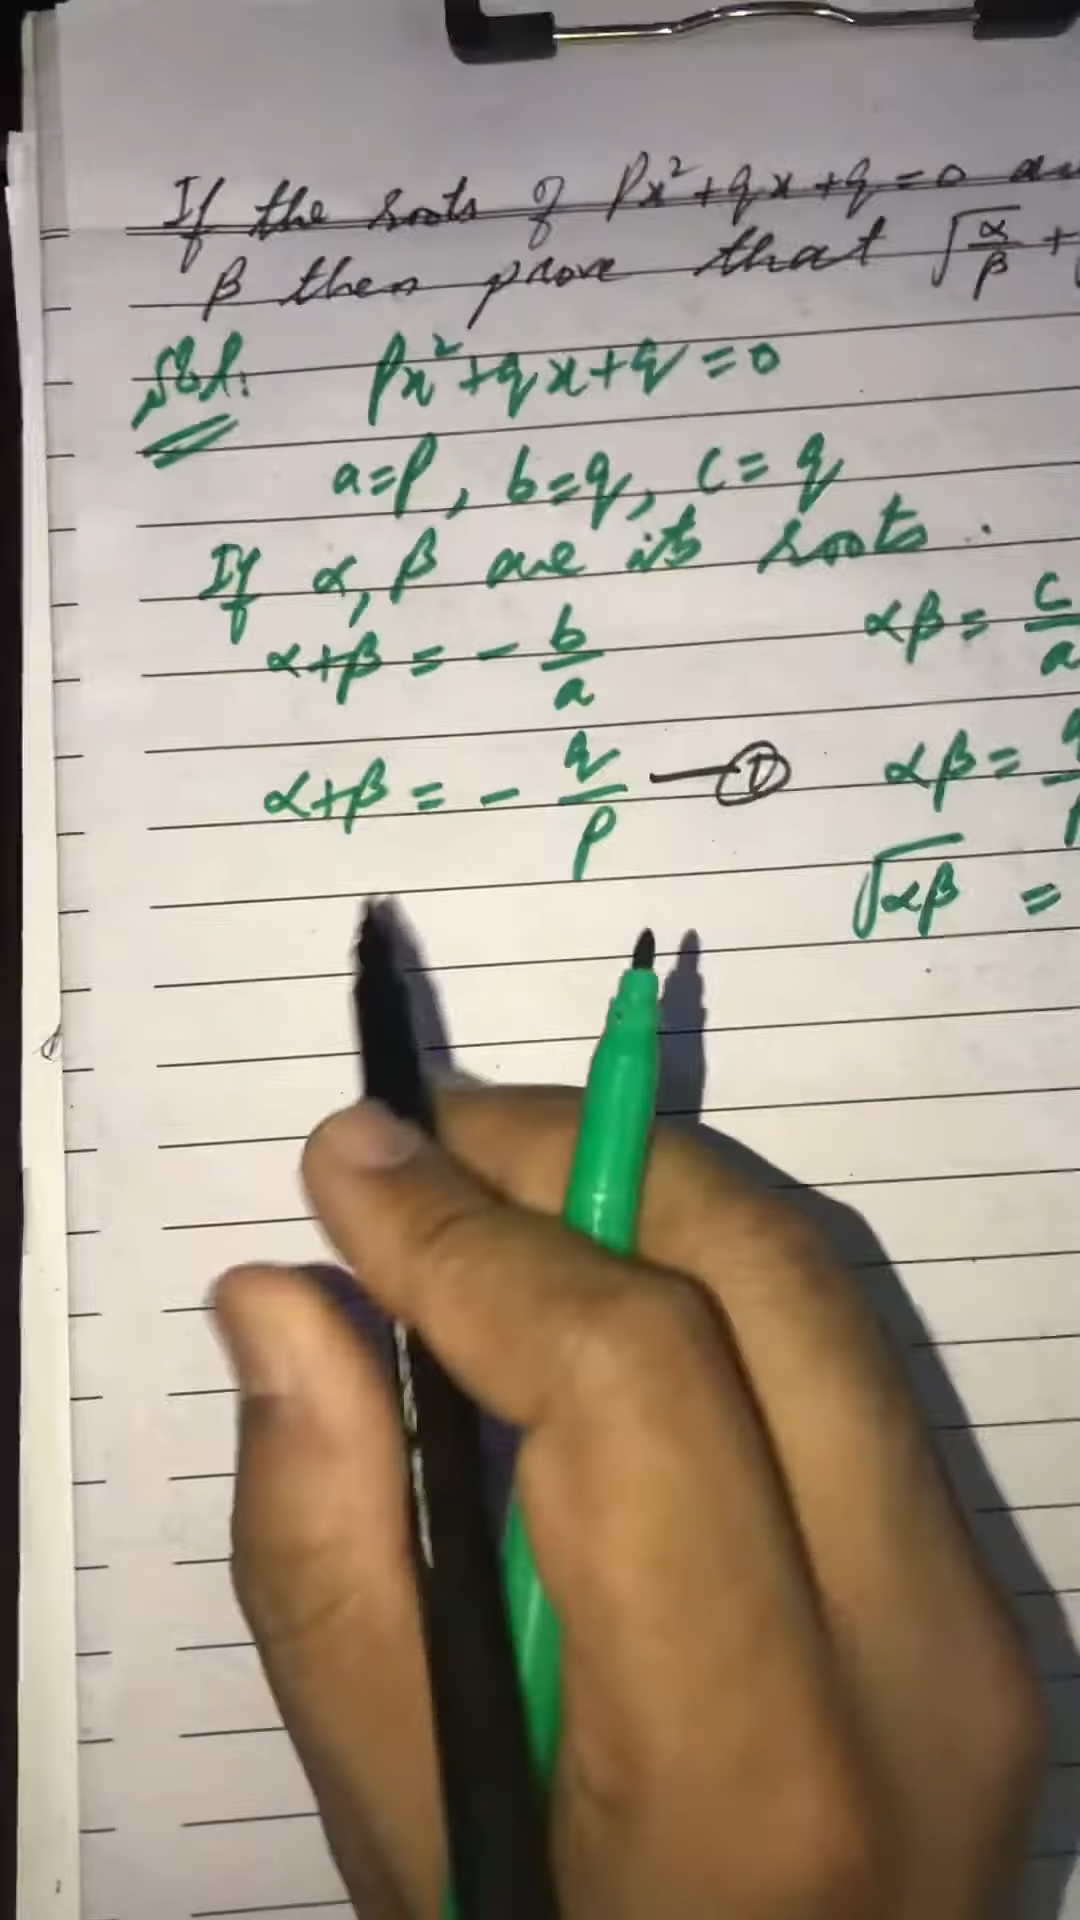 If the roots of Px²+qx+q=0
β then prove that √α/β +
Sol:
Px²+qx+q=0
a=P, b=q, c=q
If α, β are its roots.
α+β = - b/a αβ = c/a
α+β = - q/P —① αβ =
√αβ =